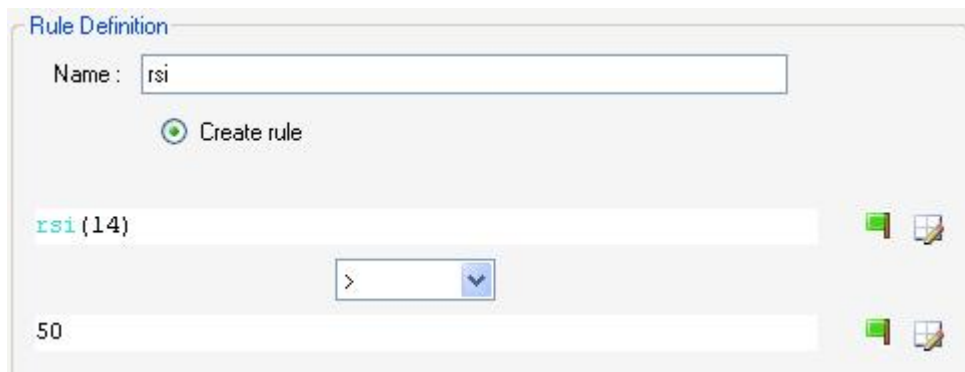 Rule Definition
Name : rsi
Create rule
rsi(14)
>
50